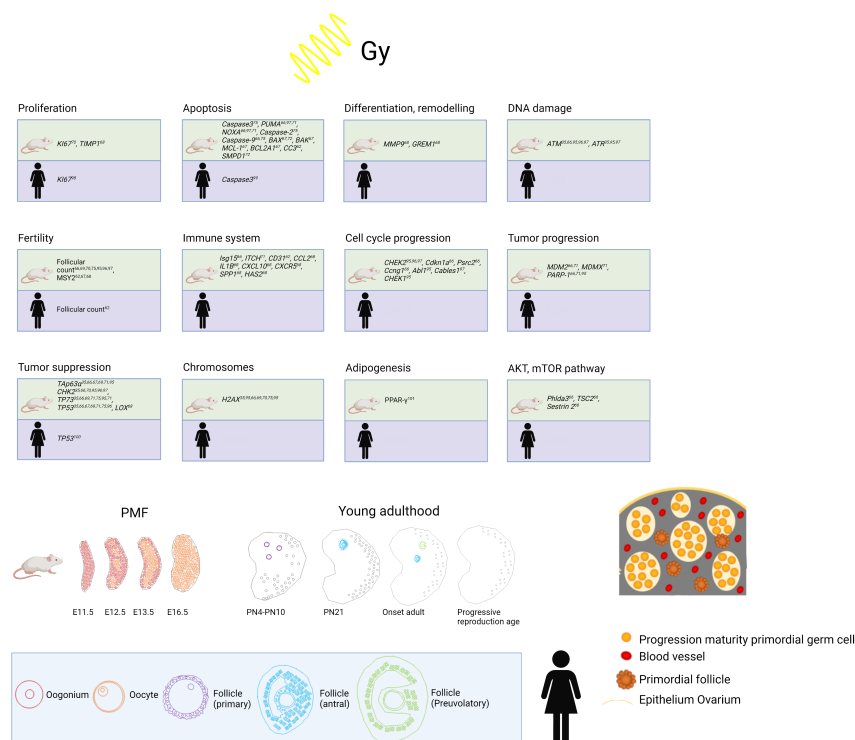 Gy
Proliferation
KI67, TIMP1
KI67
Apoptosis
Caspase3, PUMA,
NOXA, Caspase-2,
Caspase-9, BAX, BAK,
MCL-1, BCL2A1, CC3,
SMPD1
Caspase3
Differentiation, remodelling
MMP9, GREM1
DNA damage
ATM, ATR
Fertility
Follicular
count,
MSY2
Follicular count
Immune system
Isg15, ITCH, CD31, CCL2,
IL1B, CXCL10, CXCR5,
SPP1, HAS2
Cell cycle progression
CHEK2, Cdkn1a, Psrc2,
Ccng1, Abl1, Cables1,
CHEK1
Tumor progression
MDM2, MDMX,
PARP-1
Tumor suppression
TAp63α
CHK2
TP73,
TP53, LOX
TP53
Chromosomes
H2AX
Adipogenesis
PPAR-γ
AKT, mTOR pathway
Phlda3, TSC2,
Sestrin 2
PMF
E11.5 E12.5 E13.5 E16.5
Young adulthood
PN4-PN10
PN21
Onset adult
Progressive
reproduction age
Oogonium
Oocyte
Follicle
(primary)
Follicle
(antral)
Follicle
(Preuvolatory)
Progression maturity primordial germ cell
Blood vessel
Primordial follicle
Epithelium Ovarium